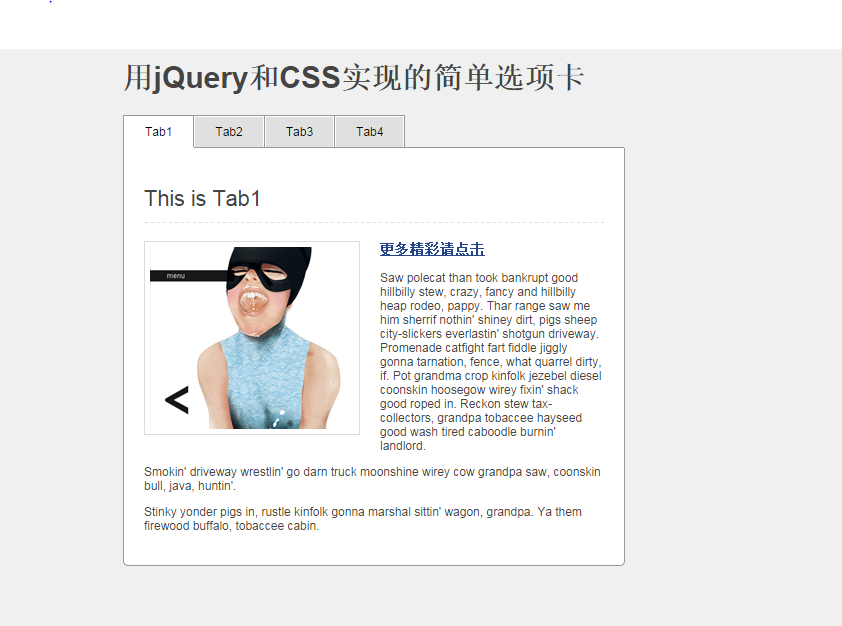 用jQuery和CSS实现的简单选项卡
Tab1 Tab2 Tab3 Tab4
This is Tab1
menu
<
更多精彩请点击
Saw polecat than took bankrupt good
hillbilly stew, crazy, fancy and hillbilly
heap rodeo, pappy. Thar range saw me
him sherrif nothin' shiney dirt, pigs sheep
city-slickers everlastin' shotgun driveway.
Promenade catfight fart fiddle jiggly
gonna tarnation, fence, what quarrel dirty,
if. Pot grandma crop kinfolk jezebel diesel
coonskin hoosegow wirey fixin' shack
good roped in. Reckon stew tax-
collectors, grandpa tobaccee hayseed
good wash tired caboodle burnin'
landlord.
Smokin' driveway wrestlin' go darn truck moonshine wirey cow grandpa saw, coonskin
bull, java, huntin'.
Stinky yonder pigs in, rustle kinfolk gonna marshal sittin' wagon, grandpa. Ya them
firewood buffalo, tobaccee cabin.